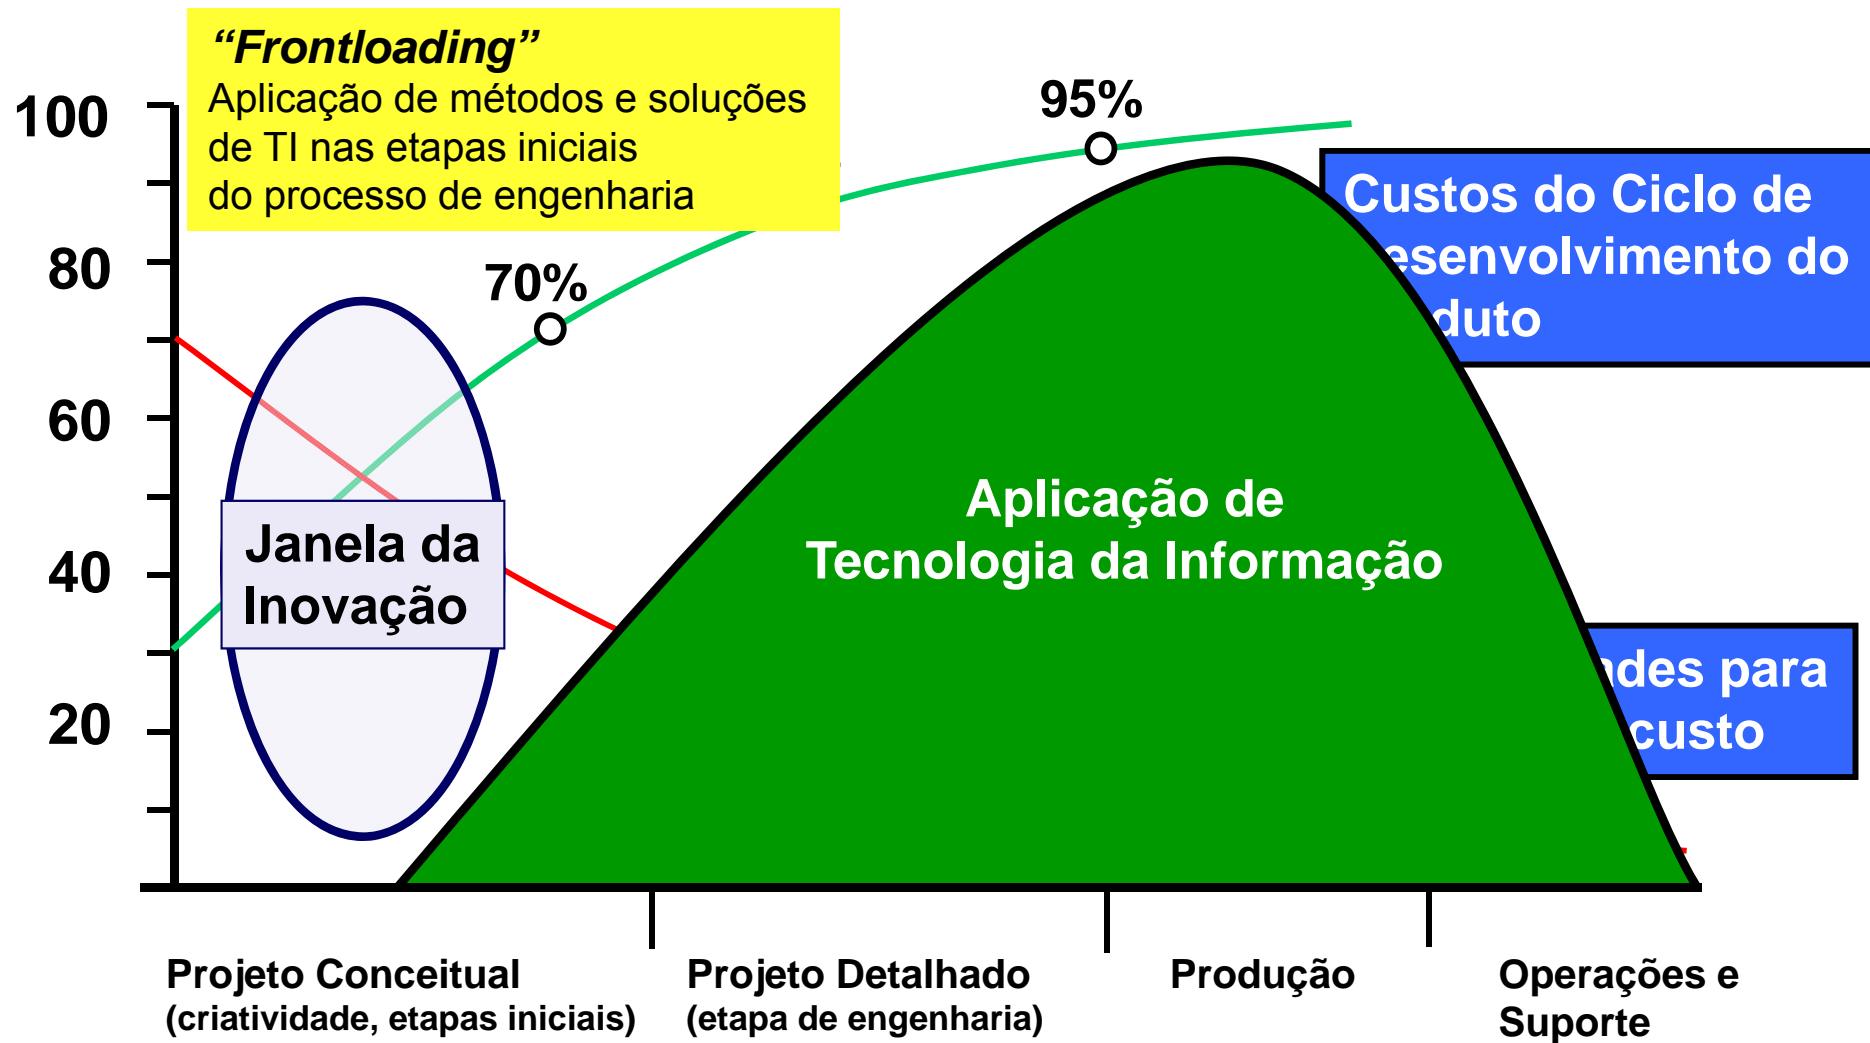 “Frontloading”
Aplicação de métodos e soluções
de TI nas etapas iniciais
do processo de engenharia
100
80
60
40
20
70%
95%
Custos do Ciclo de
esenvolvimento do
duto
Janela da
Inovação
Aplicação de
Tecnologia da Informação
ades para
custo
Projeto Conceitual
(criatividade, etapas iniciais)
Projeto Detalhado
(etapa de engenharia)
Produção
Operações e
Suporte